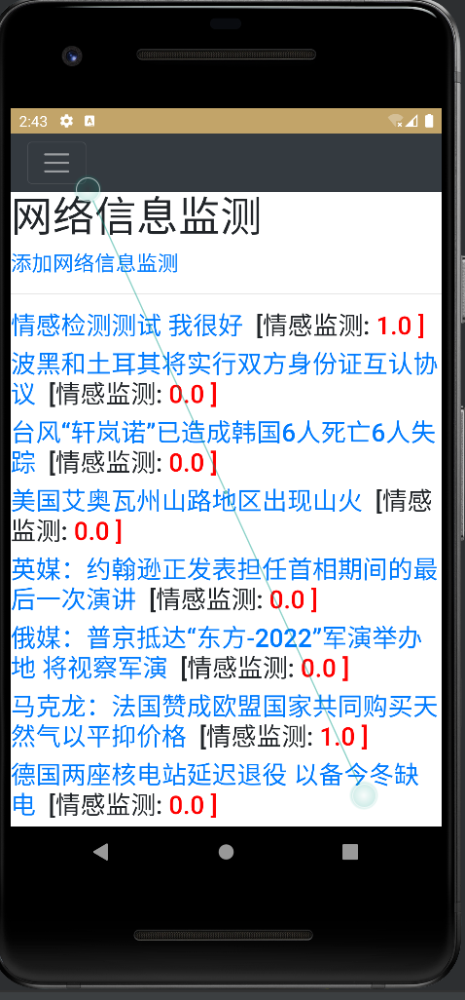 2:43
网络信息监测
添加网络信息监测
情感检测测试 我很好 [情感监测: 1.0 ]
波黑和土耳其将实行双方身份证互认协
议 [情感监测: 0.0 ]
台风“轩岚诺”已造成韩国6人死亡6人失
踪 [情感监测: 0.0 ]
美国艾奥瓦州山路地区出现山火 [情感
监测: 0.0 ]
英媒：约翰逊正发表担任首相期间的最
后一次演讲 [情感监测: 0.0 ]
俄媒：普京抵达“东方-2022”军演举办
地 将视察军演 [情感监测: 0.0 ]
马克龙：法国赞成欧盟国家共同购买天
然气以平抑价格 [情感监测: 1.0 ]
德国两座核电站延迟退役 以备今冬缺
电 [情感监测: 0.0 ]